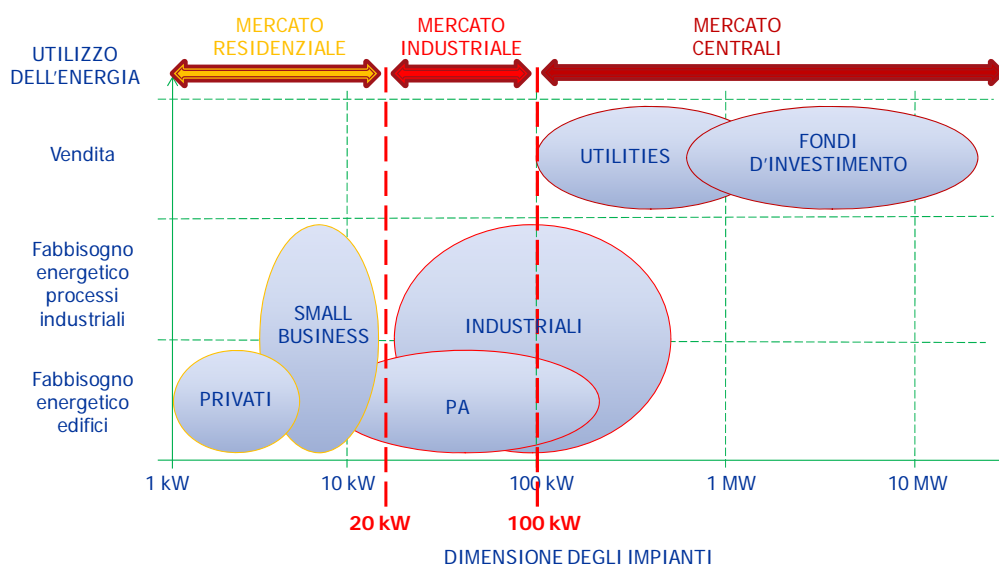 MERCATO
RESIDENZIALE
MERCATO
INDUSTRIALE
MERCATO
CENTRALI
UTILIZZO
DELL'ENERGIA
Vendita
UTILITIES
FONDI
D'INVESTIMENTO
Fabbisogno
energetico
processi
industriali
SMALL
BUSINESS
INDUSTRIALI
Fabbisogno
energetico
edifici
PRIVATI
PA
1 kW
10 kW
100 kW
1 MW
10 MW
20 kW
100 kW
DIMENSIONE DEGLI IMPIANTI